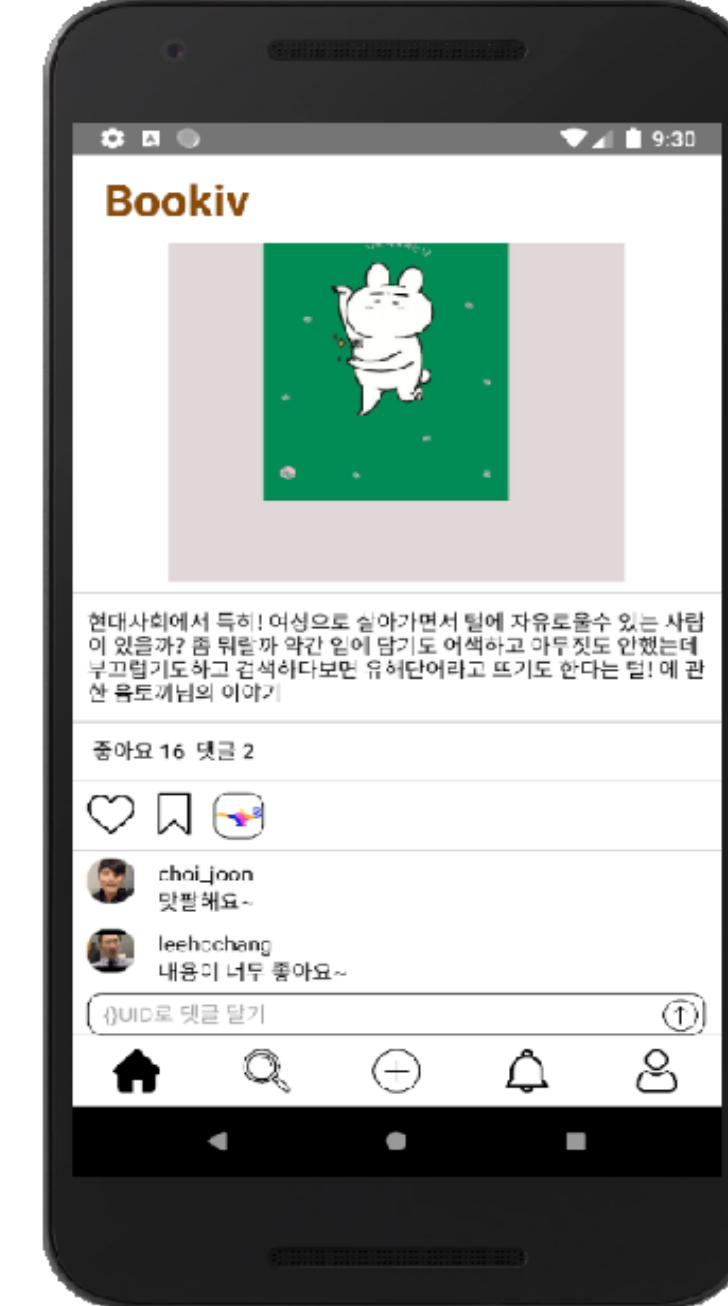 9:30
Bookiv
현대사회에서 특히! 여성으로 살아가면서 털에 자유로울수 있는 사람
이 있을까? 좀 뭐랄까 약간 입에 담기도 어색하고 아무짓도 안했는데
부끄럽기도하고 검색하다보면 유해단어라고 뜨기도 한다는 털! 에 관
한 음토끼님의 이야기
좋아요 16 댓글 2
choi_joon
맞팔해요~
leehochang
내용이 너무 좋아요~
{}UID로 댓글 달기